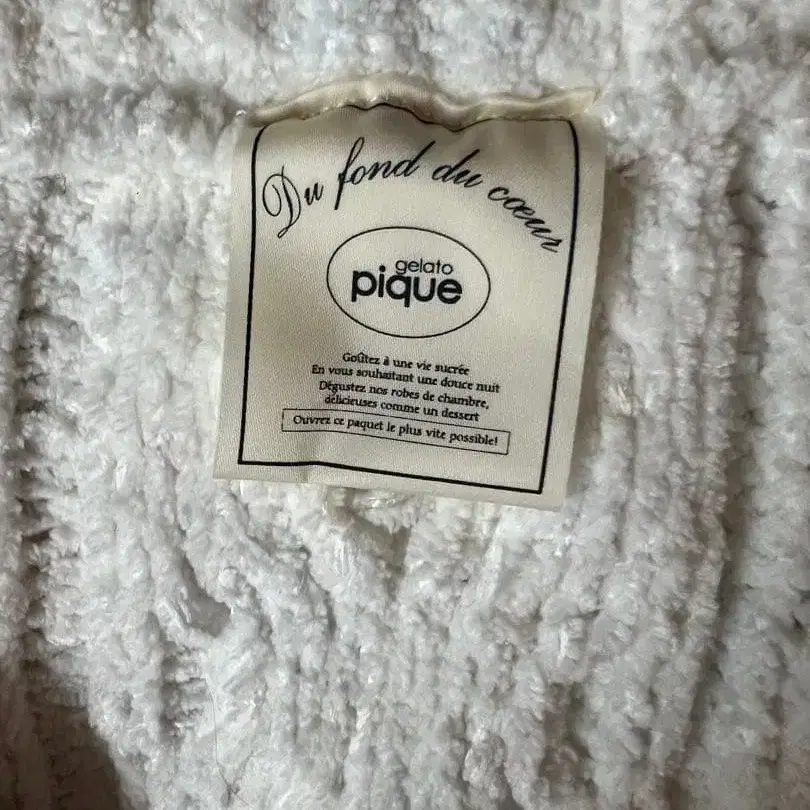 Du fond du cœur
gelato
pique
Goûtez à une vie sucrée
En vous souhaitant une douce nuit
Dégustez nos robes de chambre,
délicieuses comme un dessert
Ouvrez ce paquet le plus vite possible!